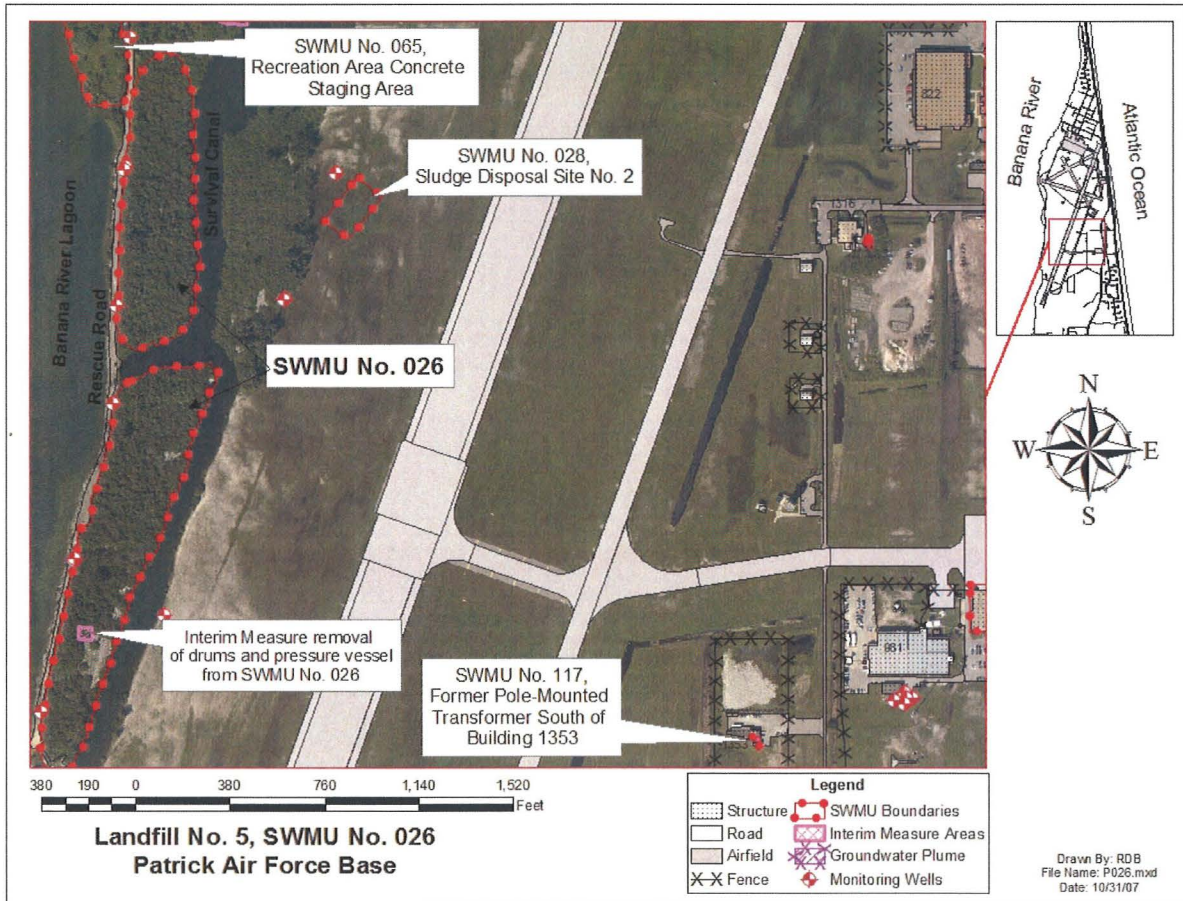 SWMU No. 065,
Recreation Area Concrete
Staging Area
SWMU No. 028,
Sludge Disposal Site No. 2
Banana River Lagoon
Rescue Road
Survival Canal
SWMU No. 026
822
1316
Interim Measure removal
of drums and pressure vessel
from SWMU No. 026
SWMU No. 117,
Former Pole-Mounted
Transformer South of
Building 1353
1353
981
Banana River
Atlantic Ocean
N
W E
S
380 190 0 380 760 1,140 1,520
Feet
Landfill No. 5, SWMU No. 026
Patrick Air Force Base
Legend
Structure
Road
Airfield
Fence
SWMU Boundaries
Interim Measure Areas
Groundwater Plume
Monitoring Wells
Drawn By: RDB
File Name: P026.mxd
Date: 10/31/07